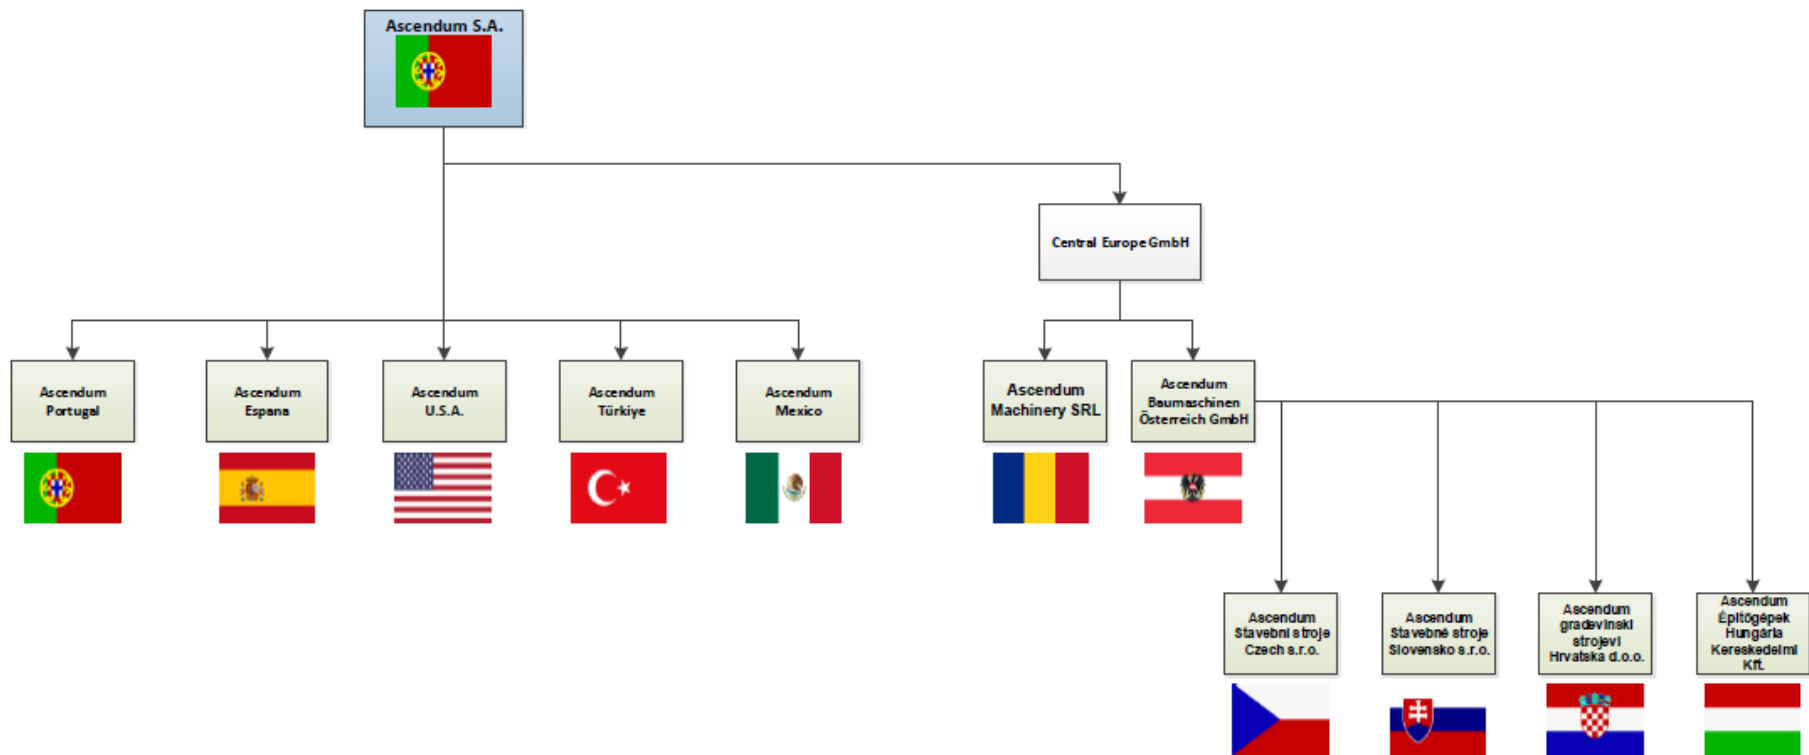 Ascendum S.A.
Central Europe GmbH
Ascendum
Portugal
Ascendum
Espana
Ascendum
U.S.A.
Ascendum
Türkiye
Ascendum
Mexico
Ascendum
Machinery SRL
Ascendum
Baumaschinen
Österreich GmbH
Ascendum
Stavební stroje
Czech s.r.o.
Ascendum
Stavebné stroje
Slovensko s.r.o.
Ascendum
građevinski
strojevi
Hrvatska d.o.o.
Ascendum
Építőgépek
Hungária
Kereskedelmi
Kft.